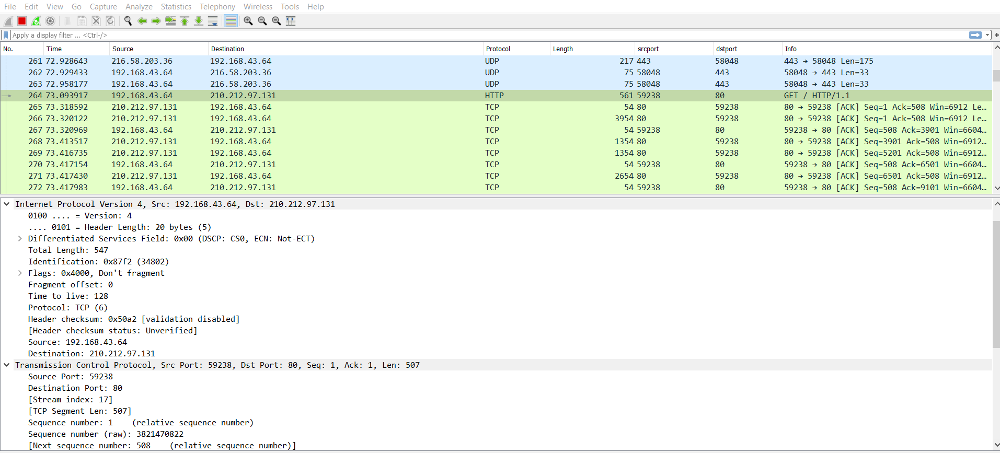 File Edit View Go Capture Analyze Statistics Telephony Wireless Tools Help
Apply a display filter ... <Ctrl-/>
No. Time Source Destination Protocol Length srcport dstport Info
261 72.928643 216.58.203.36 192.168.43.64 UDP 217 443 58048 443 → 58048 Len=175
262 72.929433 192.168.43.64 216.58.203.36 UDP 75 58048 443 58048 → 443 Len=33
263 72.958177 192.168.43.64 216.58.203.36 UDP 75 58048 443 58048 → 443 Len=33
264 73.093917 192.168.43.64 210.212.97.131 HTTP 561 59238 80 GET / HTTP/1.1
265 73.318592 210.212.97.131 192.168.43.64 TCP 54 80 59238 80 → 59238 [ACK] Seq=1 Ack=508 Win=6912 Le…
266 73.320122 210.212.97.131 192.168.43.64 TCP 3954 80 59238 80 → 59238 [ACK] Seq=1 Ack=508 Win=6912 Le…
267 73.320969 192.168.43.64 210.212.97.131 TCP 54 59238 80 59238 → 80 [ACK] Seq=508 Ack=3901 Win=6604…
268 73.413517 210.212.97.131 192.168.43.64 TCP 1354 80 59238 80 → 59238 [ACK] Seq=3901 Ack=508 Win=6912…
269 73.416735 210.212.97.131 192.168.43.64 TCP 1354 80 59238 80 → 59238 [ACK] Seq=5201 Ack=508 Win=6912…
270 73.417154 192.168.43.64 210.212.97.131 TCP 54 59238 80 59238 → 80 [ACK] Seq=508 Ack=6501 Win=6604…
271 73.417430 210.212.97.131 192.168.43.64 TCP 2654 80 59238 80 → 59238 [ACK] Seq=6501 Ack=508 Win=6912…
272 73.417983 192.168.43.64 210.212.97.131 TCP 54 59238 80 59238 → 80 [ACK] Seq=508 Ack=9101 Win=6604…
Internet Protocol Version 4, Src: 192.168.43.64, Dst: 210.212.97.131
0100 .... = Version: 4
.... 0101 = Header Length: 20 bytes (5)
Differentiated Services Field: 0x00 (DSCP: CS0, ECN: Not-ECT)
Total Length: 547
Identification: 0x87f2 (34802)
Flags: 0x4000, Don't fragment
Fragment offset: 0
Time to live: 128
Protocol: TCP (6)
Header checksum: 0x50a2 [validation disabled]
[Header checksum status: Unverified]
Source: 192.168.43.64
Destination: 210.212.97.131
Transmission Control Protocol, Src Port: 59238, Dst Port: 80, Seq: 1, Ack: 1, Len: 507
Source Port: 59238
Destination Port: 80
[Stream index: 17]
[TCP Segment Len: 507]
Sequence number: 1 (relative sequence number)
Sequence number (raw): 3821470822
[Next sequence number: 508 (relative sequence number)]